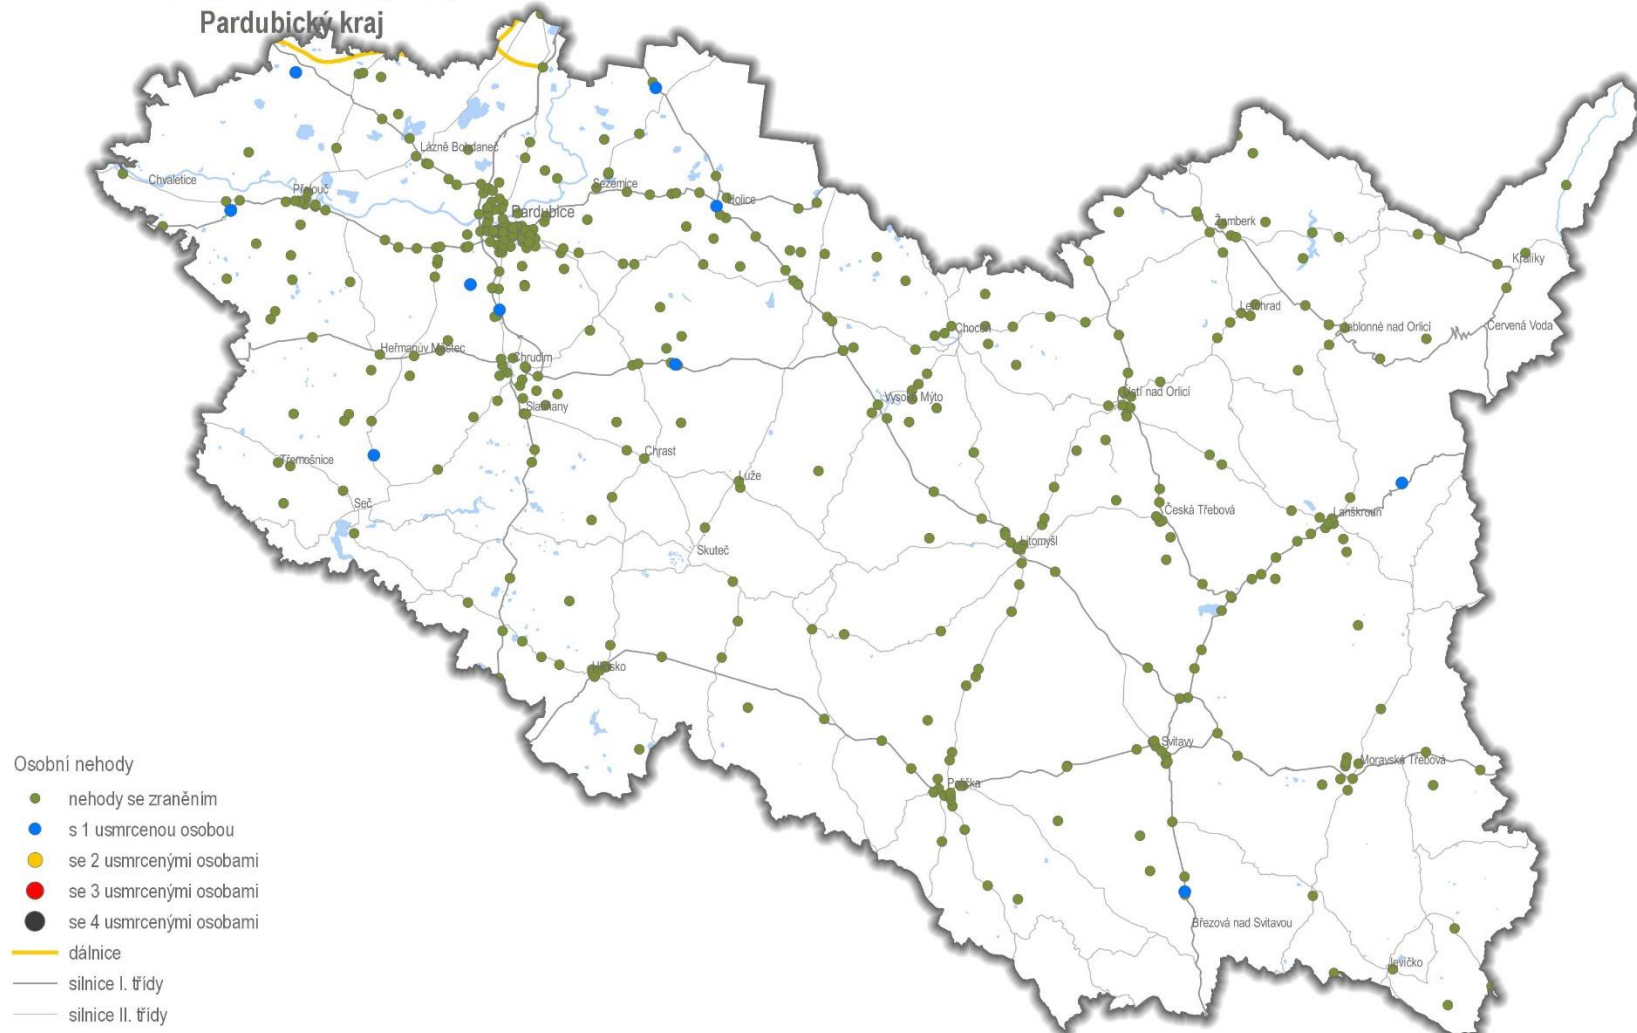 Pardubický kraj
Lázně Bohdaneč
Chvaletice
Přelouč
Sezemice
Holice
Pardubice
Žamberk
Králíky
Letohrad
Jablonné nad Orlicí
Červená Voda
Choceň
Heřmanův Městec
Chrudim
Ústí nad Orlicí
Vysoké Mýto
Slatiňany
Chrast
Třemošnice
Luže
Seč
Česká Třebová
Lanškroun
Litomyšl
Skuteč
Hlinsko
Svitavy
Moravská Třebová
Polička
Březová nad Svitavou
Jevíčko
Osobní nehody
nehody se zraněním
s 1 usmrcenou osobou
se 2 usmrcenými osobami
se 3 usmrcenými osobami
se 4 usmrcenými osobami
dálnice
silnice I. třídy
silnice II. třídy